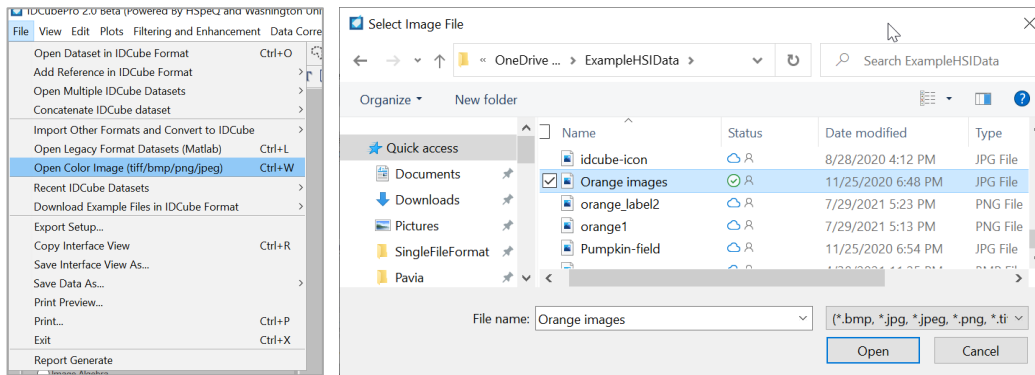 IDCubePro 2.0 Beta (Powered By HSpeQ and Washington Uni
File View Edit Plots Filtering and Enhancement Data Corre
Open Dataset in IDCube Format Ctrl+O
Add Reference in IDCube Format >
Open Multiple IDCube Datasets >
Concatenate IDCube dataset >
Import Other Formats and Convert to IDCube >
Open Legacy Format Datasets (Matlab) Ctrl+L
Open Color Image (tiff/bmp/png/jpeg) Ctrl+W
Recent IDCube Datasets >
Download Example Files in IDCube Format >
Export Setup...
Copy Interface View Ctrl+R
Save Interface View As...
Save Data As... >
Print Preview...
Print... Ctrl+P
Exit Ctrl+X
Report Generate
Image Algebra
Select Image File
« OneDrive ... > ExampleHSIData >
Search ExampleHSIData
Organize New folder
Name Status Date modified Type
Quick access
Documents
Downloads
Pictures
SingleFileFormat
Pavia
idcube-icon 8/28/2020 4:12 PM JPG File
Orange images 11/25/2020 6:48 PM JPG File
orange_label2 7/29/2021 5:23 PM PNG File
orange1 7/29/2021 5:13 PM PNG File
Pumpkin-field 11/25/2020 6:54 PM JPG File
File name: Orange images (*.bmp, *.jpg, *.jpeg, *.png, *.ti
Open Cancel